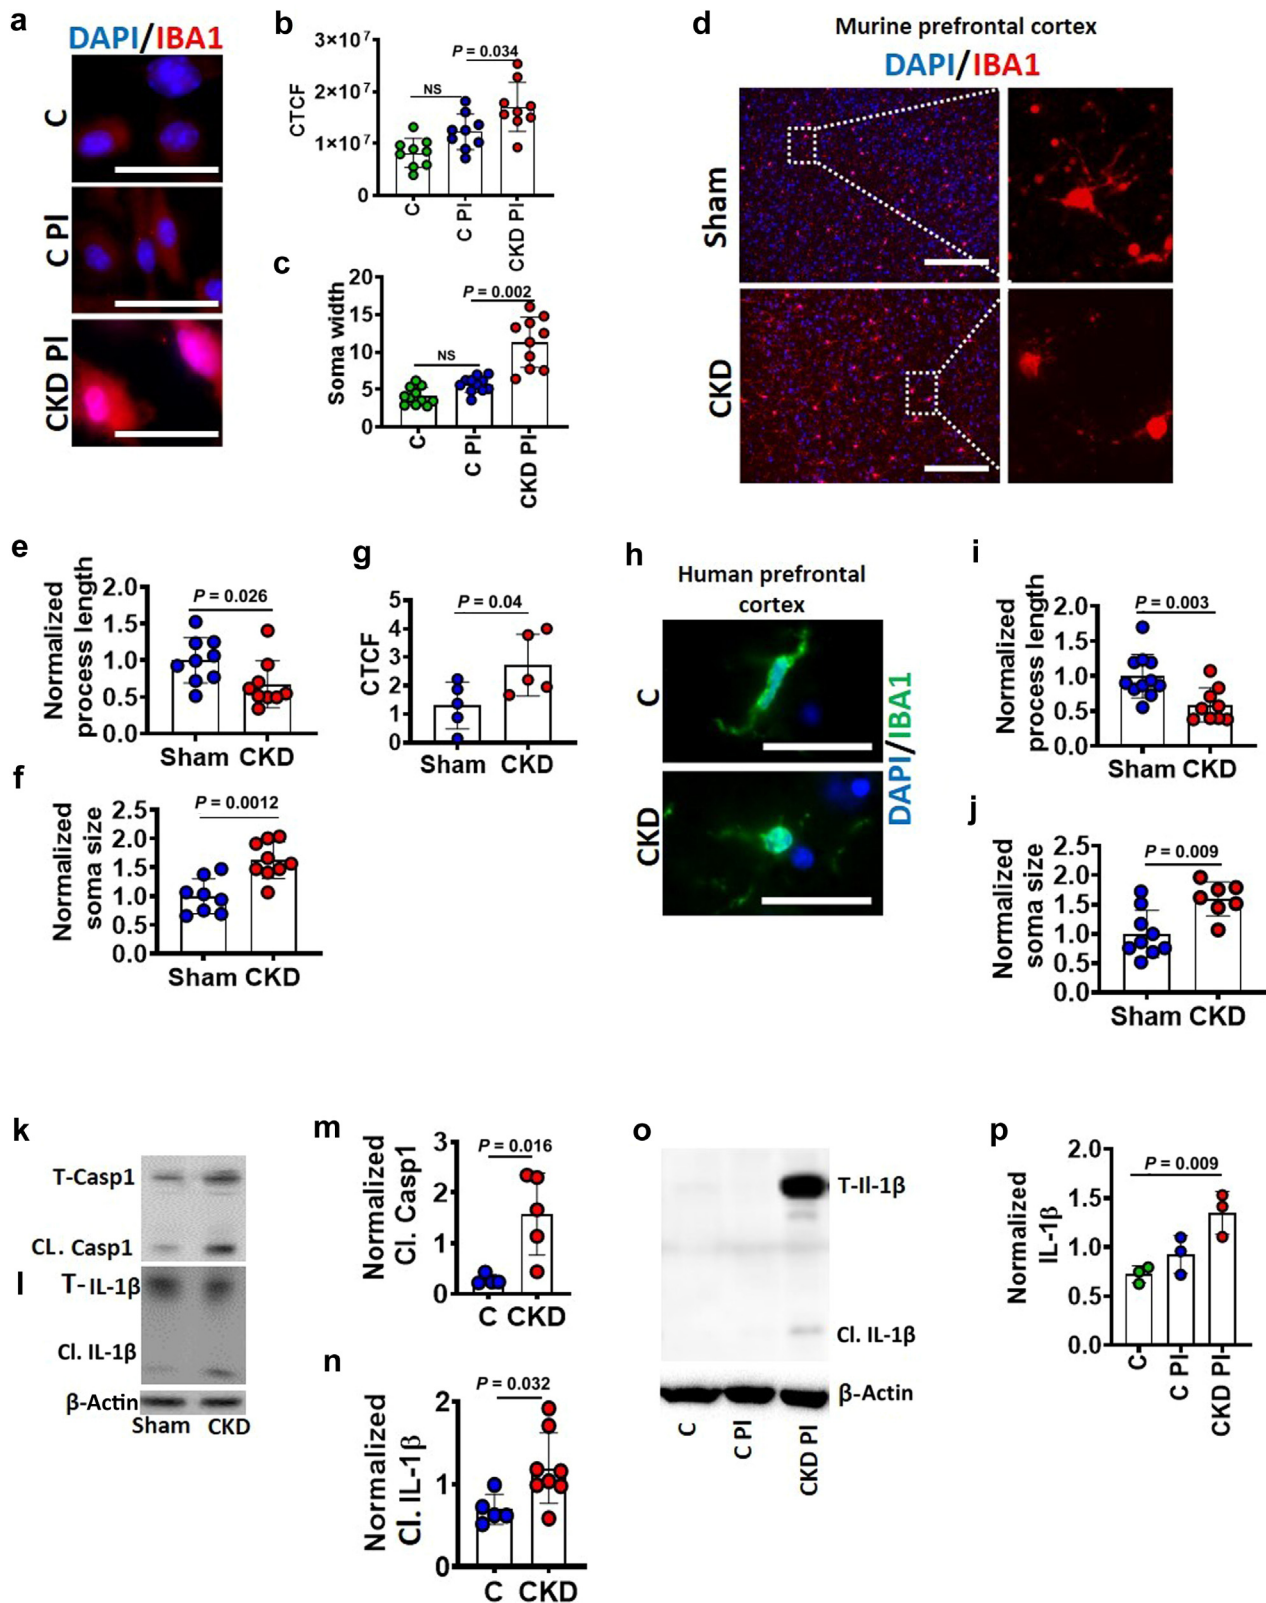 a
DAPI/IBA1
C
C PI
CKD PI
b
CTCF
3×10⁷
2×10⁷
1×10⁷
0
NS
P = 0.034
C
C PI
CKD PI
c
Soma width
20
15
10
5
0
NS
P = 0.002
C
C PI
CKD PI
d
Murine prefrontal cortex
DAPI/IBA1
Sham
CKD
e
Normalized
process length
2.0
1.5
1.0
0.5
0.0
P = 0.026
Sham CKD
f
Normalized
soma size
2.5
2.0
1.5
1.0
0.5
0.0
P = 0.0012
Sham CKD
g
CTCF
5
4
3
2
1
0
P = 0.04
Sham CKD
h
Human prefrontal
cortex
C
CKD
DAPI/IBA1
i
Normalized
process length
2.0
1.5
1.0
0.5
0.0
P = 0.003
Sham CKD
j
Normalized
soma size
2.5
2.0
1.5
1.0
0.5
0.0
P = 0.009
Sham CKD
k
T-Casp1
CL. Casp1
l
T-IL-1β
Cl. IL-1β
β-Actin
Sham CKD
m
Normalized
Cl. Casp1
3
2
1
0
P = 0.016
C CKD
n
Normalized
Cl. IL-1β
2
1
0
P = 0.032
C CKD
o
T-Il-1β
Cl. IL-1β
β-Actin
C
C PI
CKD PI
p
Normalized
IL-1β
2.0
1.5
1.0
0.5
0.0
P = 0.009
C
C PI
CKD PI